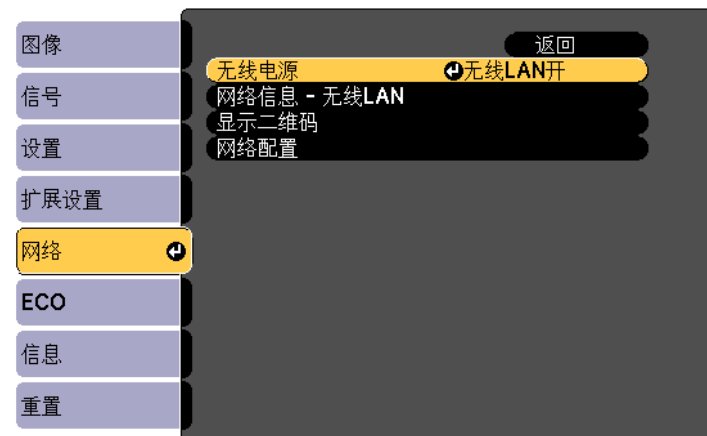 图像
信号
设置
扩展设置
网络
ECO
信息
重置
返回
无线电源 无线LAN开
网络信息 - 无线LAN
显示二维码
网络配置